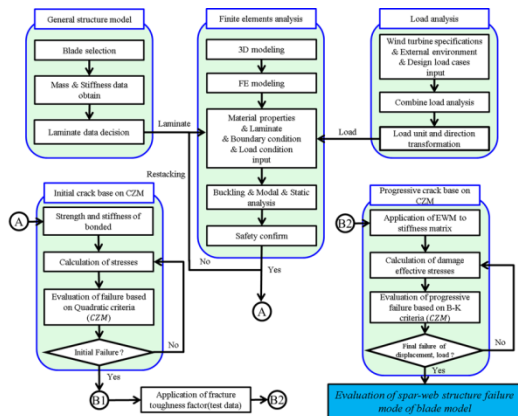 General structure model
Blade selection
Mass & Stiffness data
obtain
Laminate data decision
Laminate
Restacking
Finite elements analysis
3D modeling
FE modeling
Material properties
& Laminate
& Boundary condition
& Load condition
input
Buckling & Modal & Static
analysis
Safety confirm
No
Yes
A
Load analysis
Wind turbine specifications
& External environment
& Design load cases
input
Combine load analysis
Load unit and direction
transformation
Load
Initial crack base on CZM
A
Strength and stiffness of
bonded
Calculation of stresses
Evaluation of failure based
on Quadratic criteria
(CZM)
Initial Failure ?
No
Yes
B1
Application of fracture
toughness factor(test data)
B2
Progressive crack base on
CZM
B2
Application of EWM to
stiffness matrix
Calculation of damage
effective stresses
Evaluation of progressive
failure based on B-K
criteria (CZM)
Final failure of
displacement, load ?
No
Yes
Evaluation of spar-web structure failure
mode of blade model